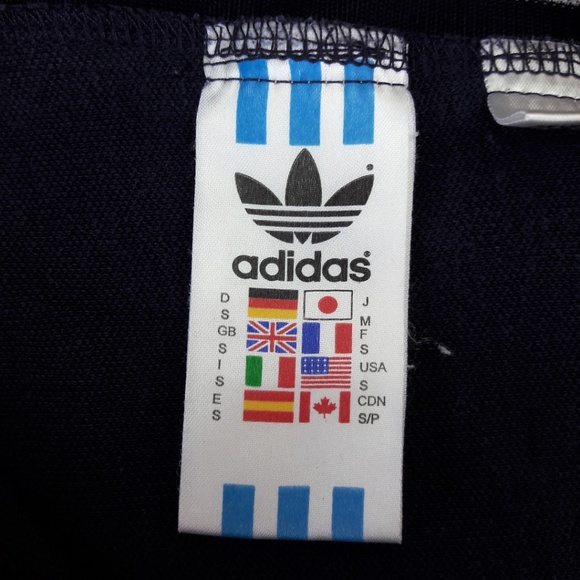 adidas®
D J
S M
GB F
S S
I USA
S S
E CDN
S S/P